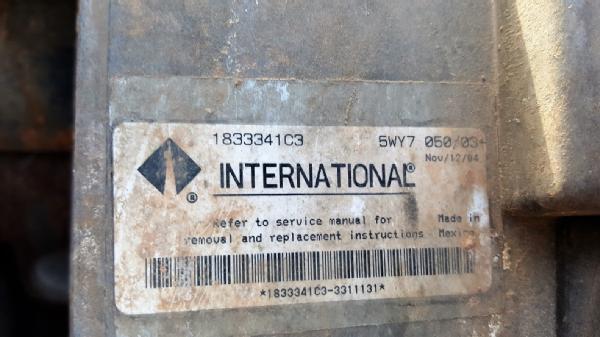 1833341C3 5WY7 050/03+
Nov/12/04
INTERNATIONAL®
®
Refer to service manual for Made in
removal and replacement instructions Mexico
*1833341C3-3311131*